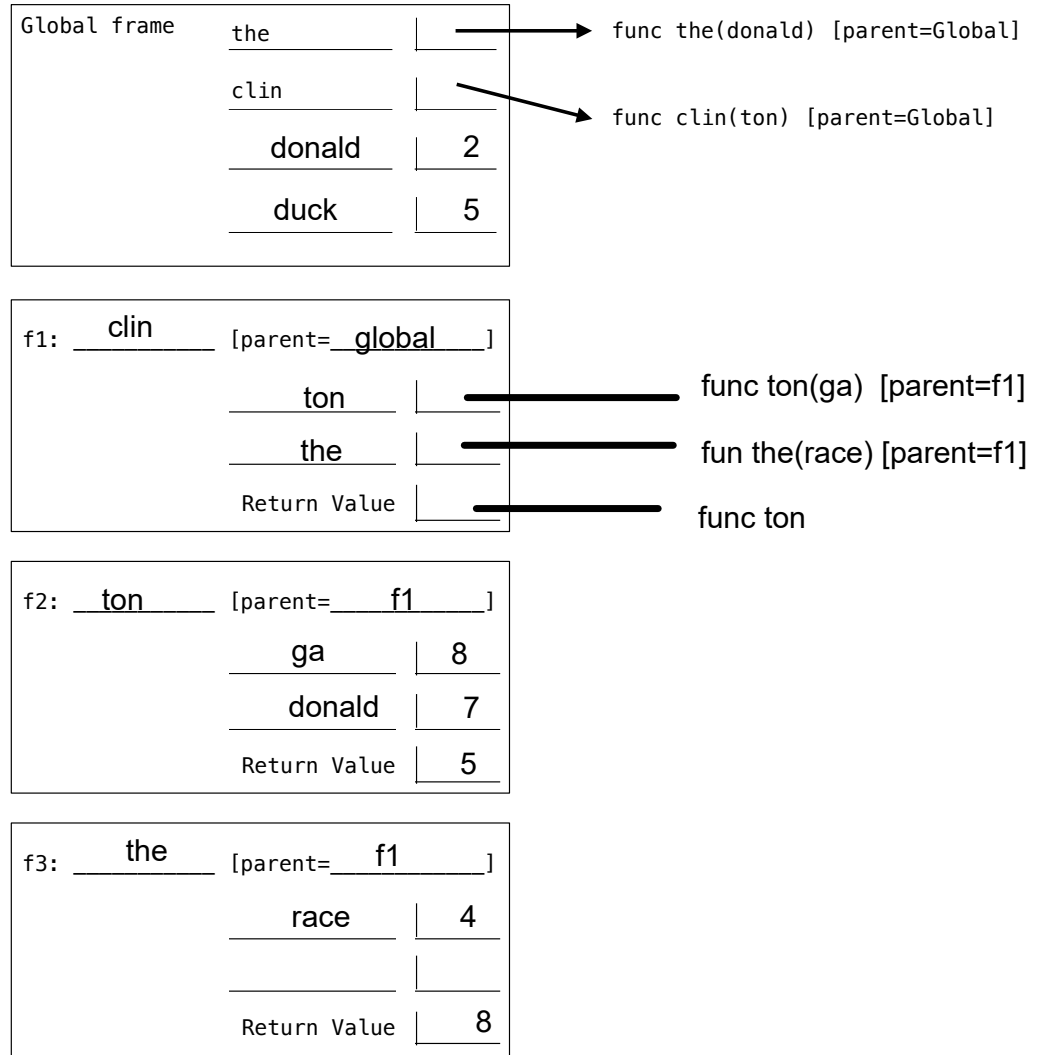 Global frame the func the(donald) [parent=Global]
clin func clin(ton) [parent=Global]
donald 2
duck 5
f1: clin [parent=global]
ton func ton(ga) [parent=f1]
the fun the(race) [parent=f1]
Return Value func ton
f2: ton [parent=f1]
ga 8
donald 7
Return Value 5
f3: the [parent=f1]
race 4
Return Value 8